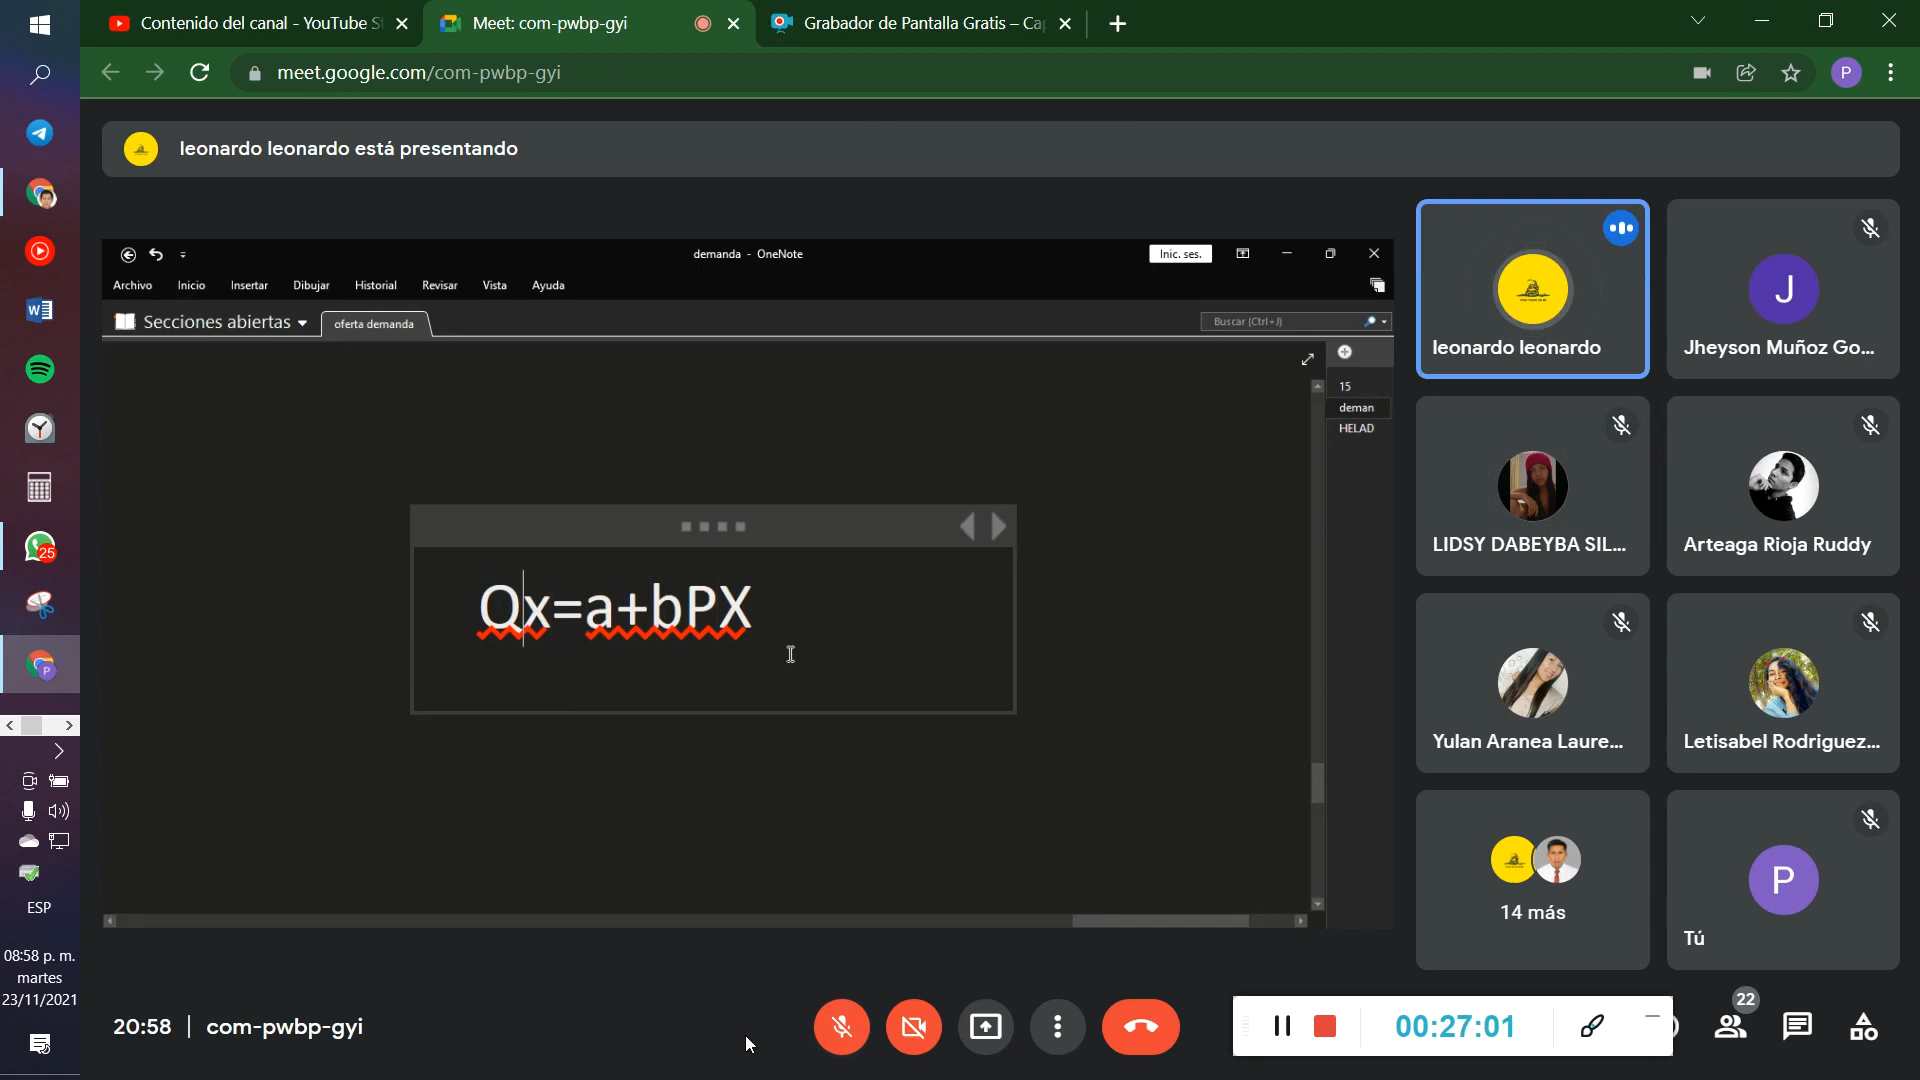 Contenido del canal - YouTube S
Meet: com-pwbp-gyi
Grabador de Pantalla Gratis – Ca
meet.google.com/com-pwbp-gyi
P
leonardo leonardo está presentando
demanda - OneNote
Inic. ses.
Archivo
Inicio
Insertar
Dibujar
Historial
Revisar
Vista
Ayuda
Secciones abiertas
oferta demanda
Buscar (Ctrl+J)
15
deman
HELAD
Qx=a+bPX
leonardo leonardo
J
Jheyson Muñoz Go...
LIDSY DABEYBA SIL...
Arteaga Rioja Ruddy
Yulan Aranea Laure...
Letisabel Rodriguez...
14 más
P
Tú
25
P
ESP
08:58 p. m.
martes
23/11/2021
20:58
com-pwbp-gyi
00:27:01
22